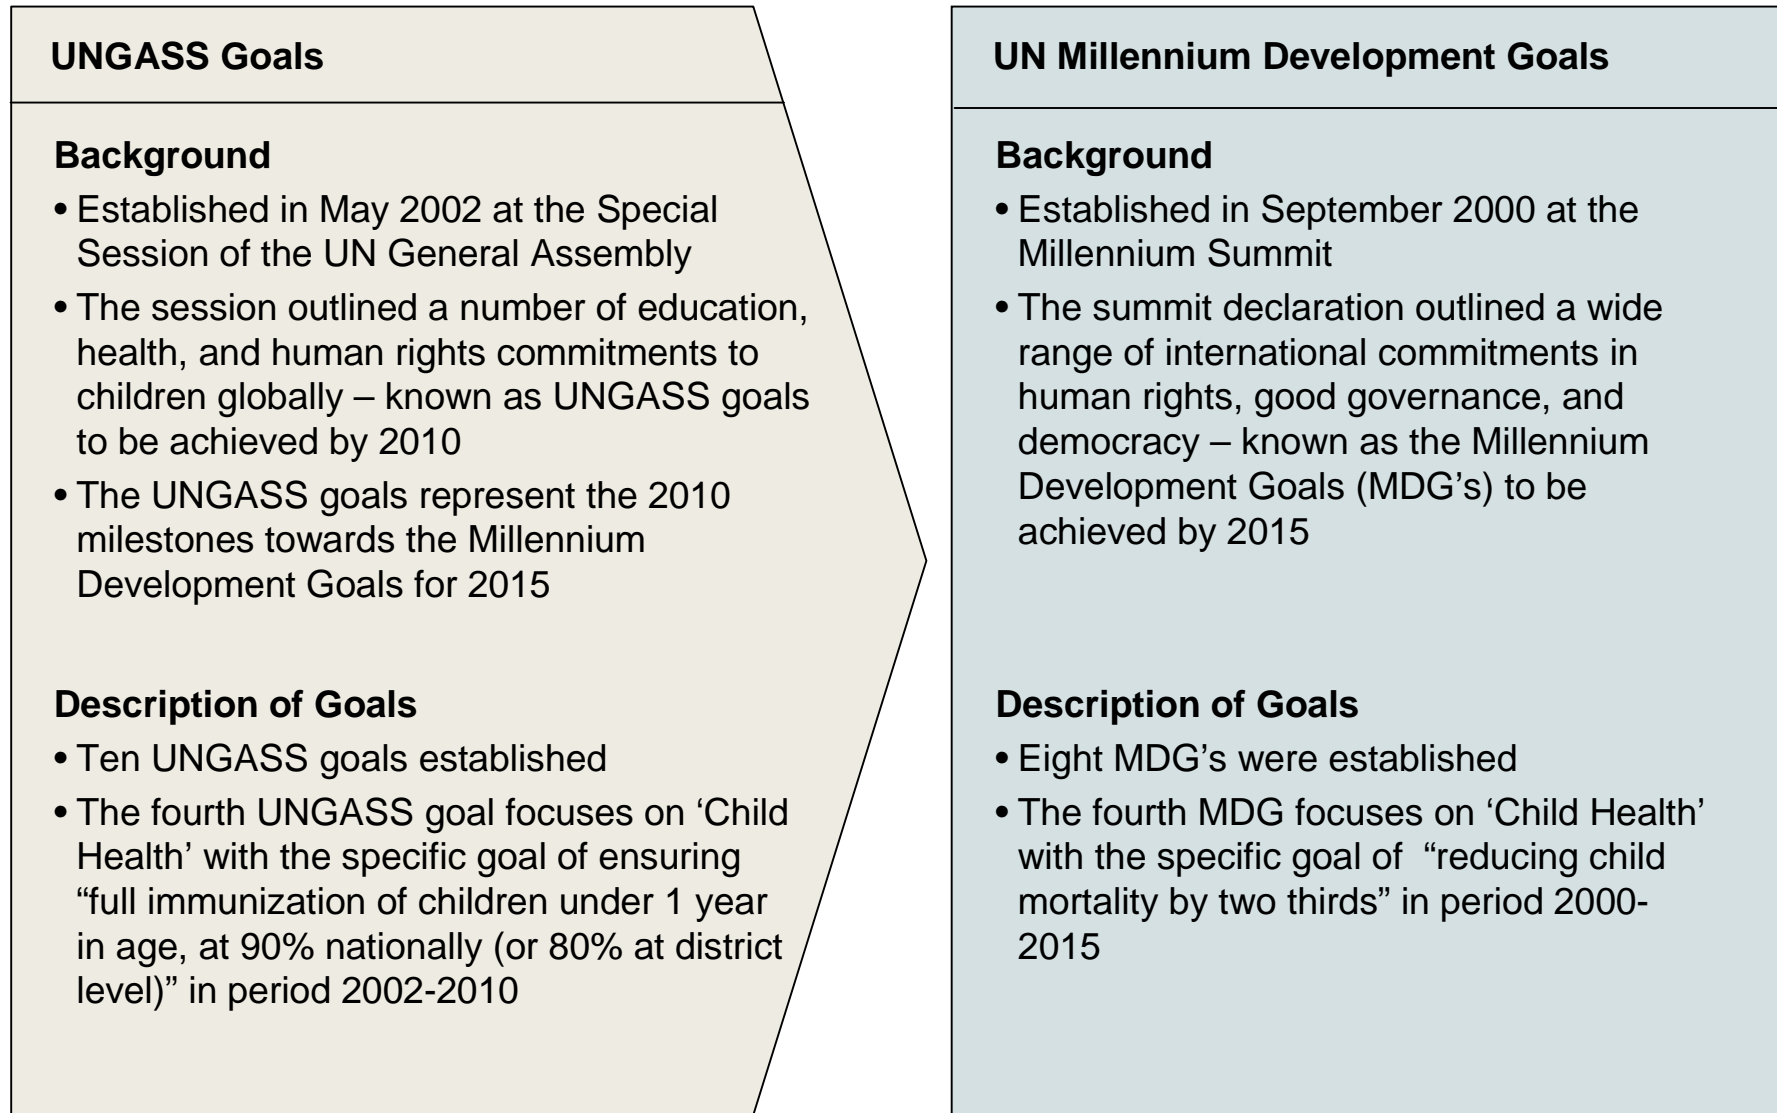 UNGASS Goals
Background
• Established in May 2002 at the Special
Session of the UN General Assembly
• The session outlined a number of education,
health, and human rights commitments to
children globally – known as UNGASS goals
to be achieved by 2010
• The UNGASS goals represent the 2010
milestones towards the Millennium
Development Goals for 2015
Description of Goals
• Ten UNGASS goals established
• The fourth UNGASS goal focuses on ‘Child
Health’ with the specific goal of ensuring
“full immunization of children under 1 year
in age, at 90% nationally (or 80% at district
level)” in period 2002-2010
UN Millennium Development Goals
Background
• Established in September 2000 at the
Millennium Summit
• The summit declaration outlined a wide
range of international commitments in
human rights, good governance, and
democracy – known as the Millennium
Development Goals (MDG’s) to be
achieved by 2015
Description of Goals
• Eight MDG’s were established
• The fourth MDG focuses on ‘Child Health’
with the specific goal of  “reducing child
mortality by two thirds” in period 2000-
2015